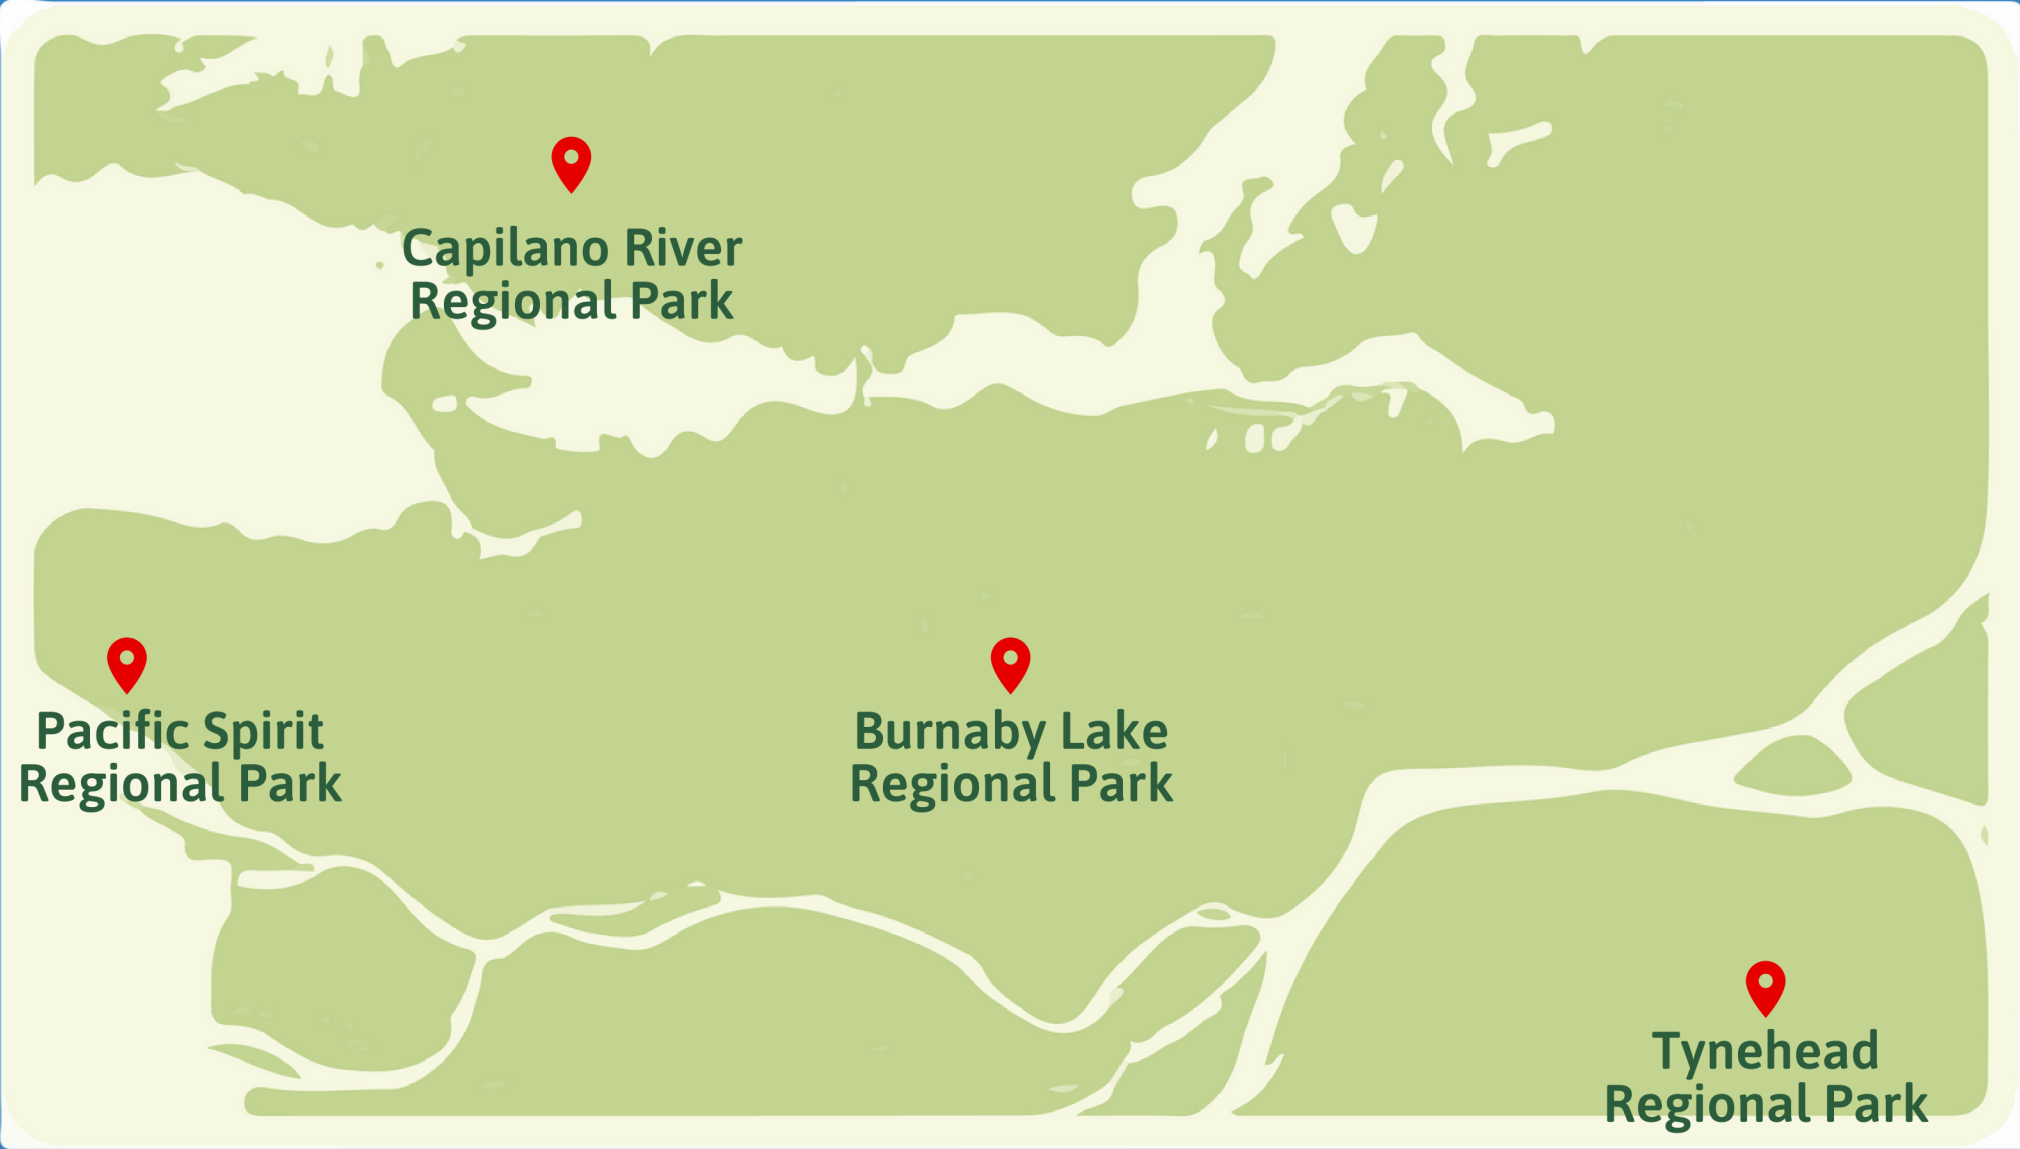 Capilano River
Regional Park
Pacific Spirit
Regional Park
Burnaby Lake
Regional Park
Tynehead
Regional Park